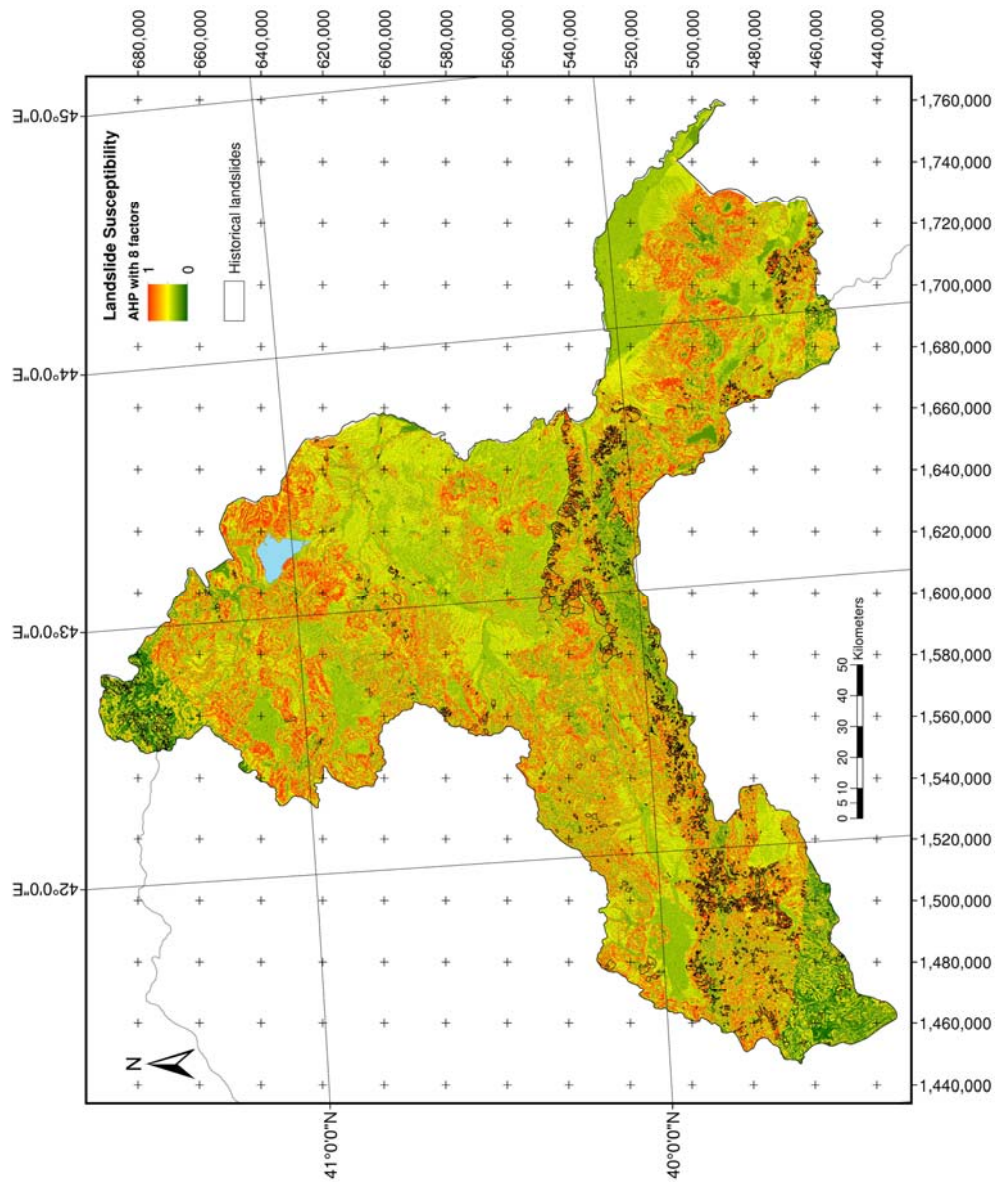 42°0'0"E
43°0'0"E
44°0'0"E
45°0'0"E
N
Landslide Susceptibility
AHP with 8 factors
1
0
Historical landslides
41°0'0"N
40°0'0"N
680,000
660,000
640,000
620,000
600,000
580,000
560,000
540,000
520,000
500,000
480,000
460,000
440,000
0 5 10 20 30 40 50
Kilometers
1,440,000
1,460,000
1,480,000
1,500,000
1,520,000
1,540,000
1,560,000
1,580,000
1,600,000
1,620,000
1,640,000
1,660,000
1,680,000
1,700,000
1,720,000
1,740,000
1,760,000